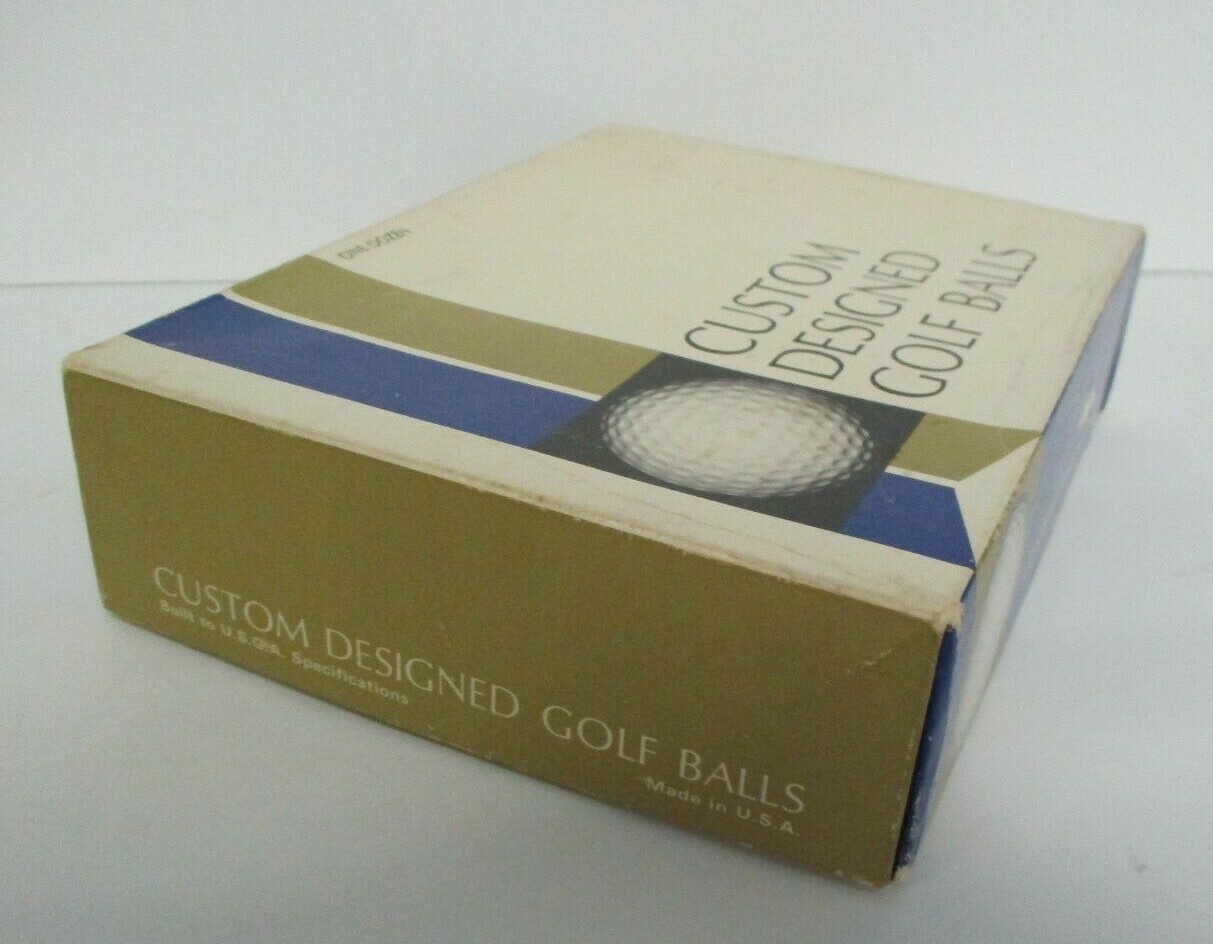 ONE DOZEN
CUSTOM
DESIGNED
GOLF BALLS
CUSTOM DESIGNED GOLF BALLS
Built to U.S.G.A. Specifications
Made in U.S.A.